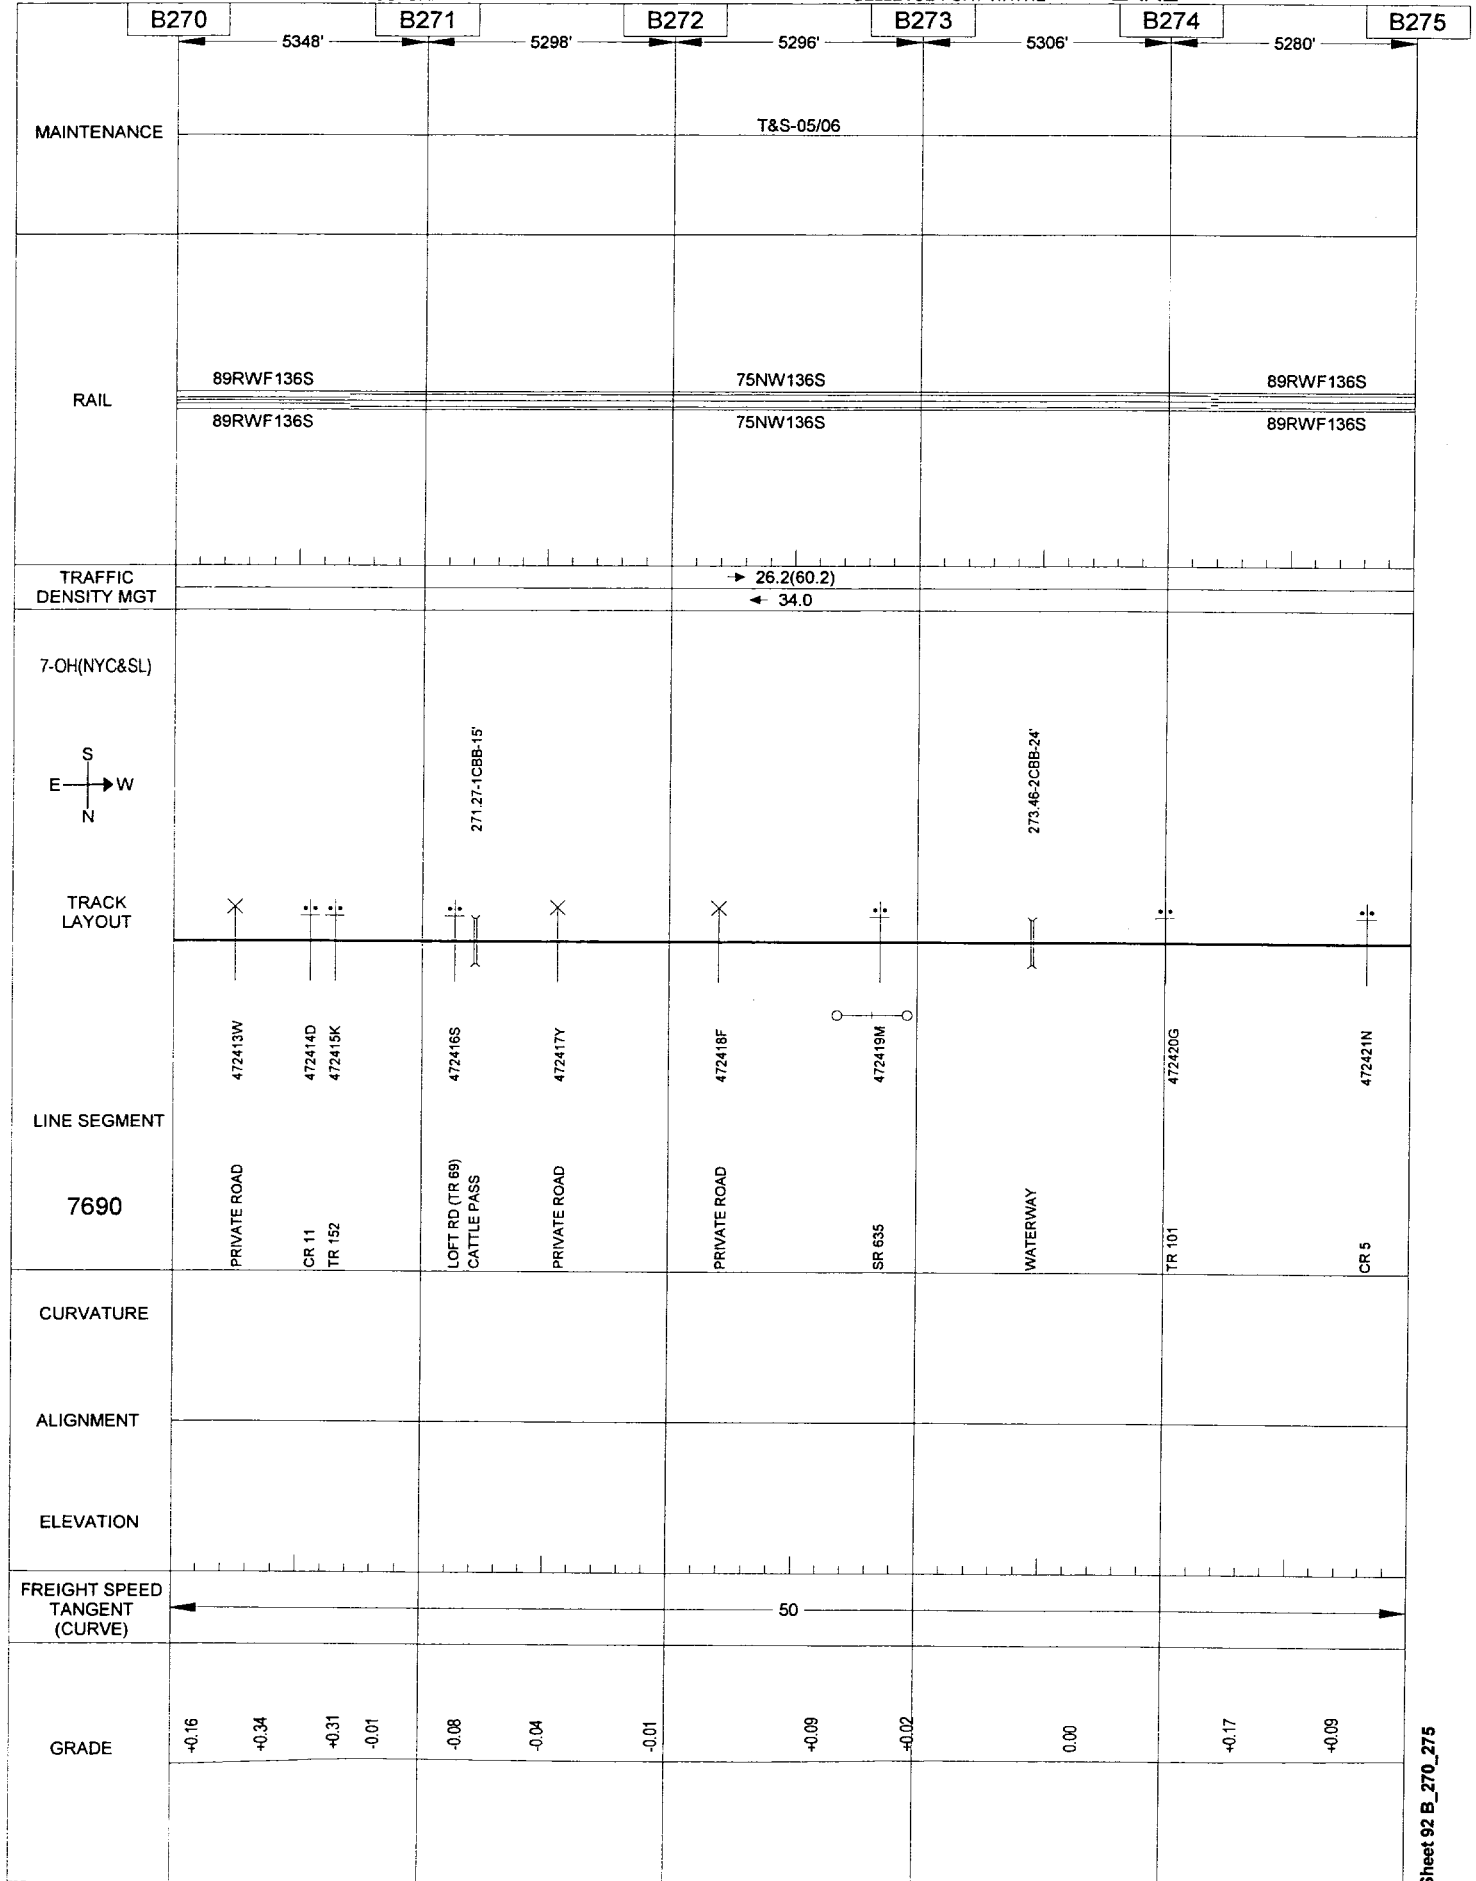 B270 B271 B272 B273 B274 B275
5348' 5298' 5296' 5306' 5280'
MAINTENANCE
T&S-05/06
89RWF136S 75NW136S 89RWF136S
RAIL
89RWF136S 75NW136S 89RWF136S
TRAFFIC
DENSITY MGT
→ 26.2(60.2)
← 34.0
7-OH(NYC&SL)
S
E W
N
271.27-1CBB-15'
273.46-2CBB-24'
TRACK
LAYOUT
472413W
472414D
472415K
472416S
472417Y
472418F
472419M
472420G
472421N
LINE SEGMENT
7690
PRIVATE ROAD
CR 11
TR 152
LOFT RD (TR 69)
CATTLE PASS
PRIVATE ROAD
PRIVATE ROAD
SR 635
WATERWAY
TR 101
CR 5
CURVATURE
ALIGNMENT
ELEVATION
FREIGHT SPEED
TANGENT
(CURVE)
50
GRADE
+0.16
+0.34
+0.31
-0.01
-0.08
-0.04
-0.01
+0.09
+0.02
0.00
+0.17
+0.09
Sheet 92 B_270_275